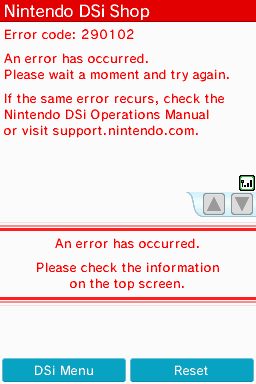 Nintendo DSi Shop
Error code: 290102
An error has occurred.
Please wait a moment and try again.
If the same error recurs, check the
Nintendo DSi Operations Manual
or visit support.nintendo.com.
An error has occurred.
Please check the information
on the top screen.
DSi Menu
Reset